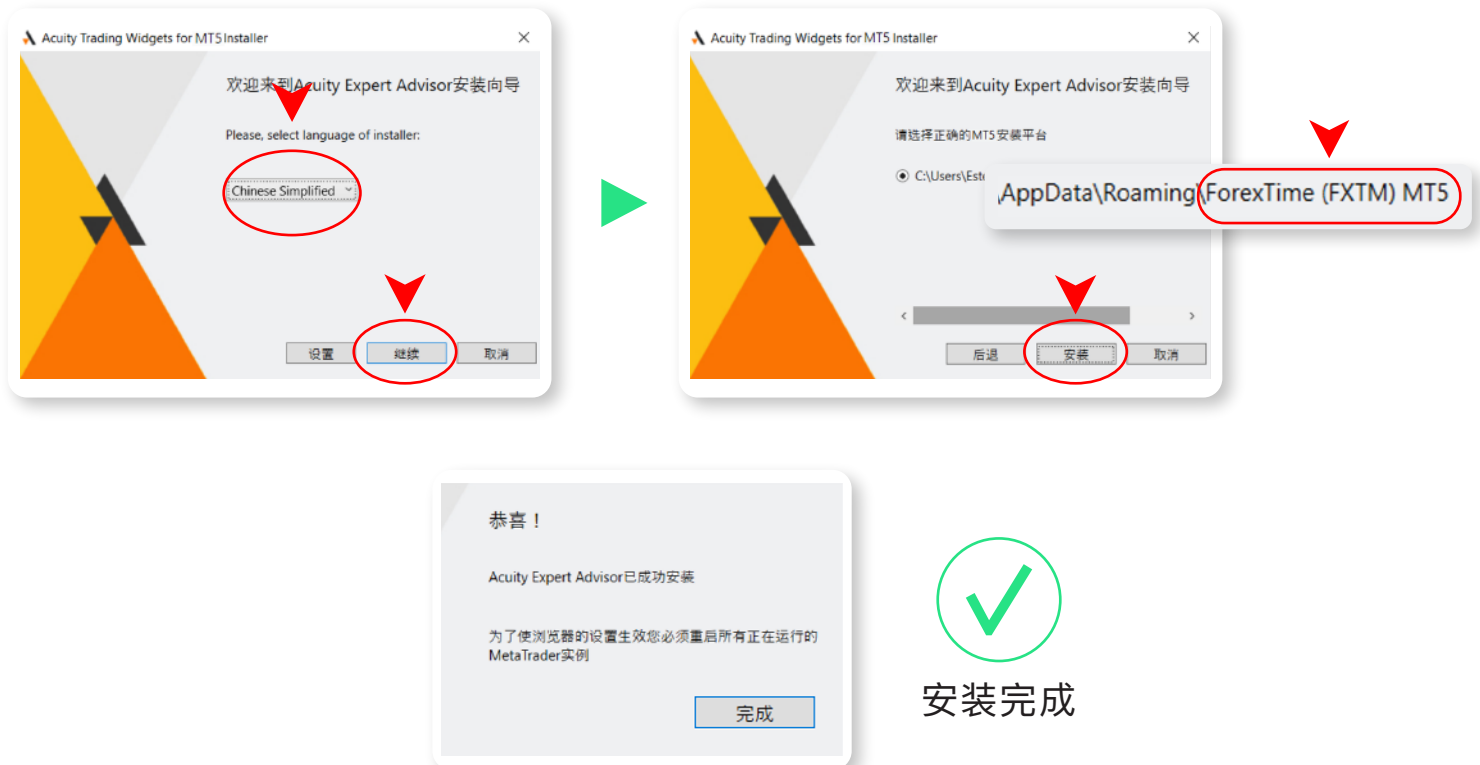 Acuity Trading Widgets for MT5 Installer
欢迎来到Acuity Expert Advisor安装向导
Please, select language of installer:
Chinese Simplified
设置
继续
取消
Acuity Trading Widgets for MT5 Installer
欢迎来到Acuity Expert Advisor安装向导
请选择正确的MT5安装平台
C:\Users\Este
\AppData\Roaming\ForexTime (FXTM) MT5
后退
安装
取消
恭喜！
Acuity Expert Advisor已成功安装
为了使浏览器的设置生效您必须重启所有正在运行的
MetaTrader实例
完成
安装完成